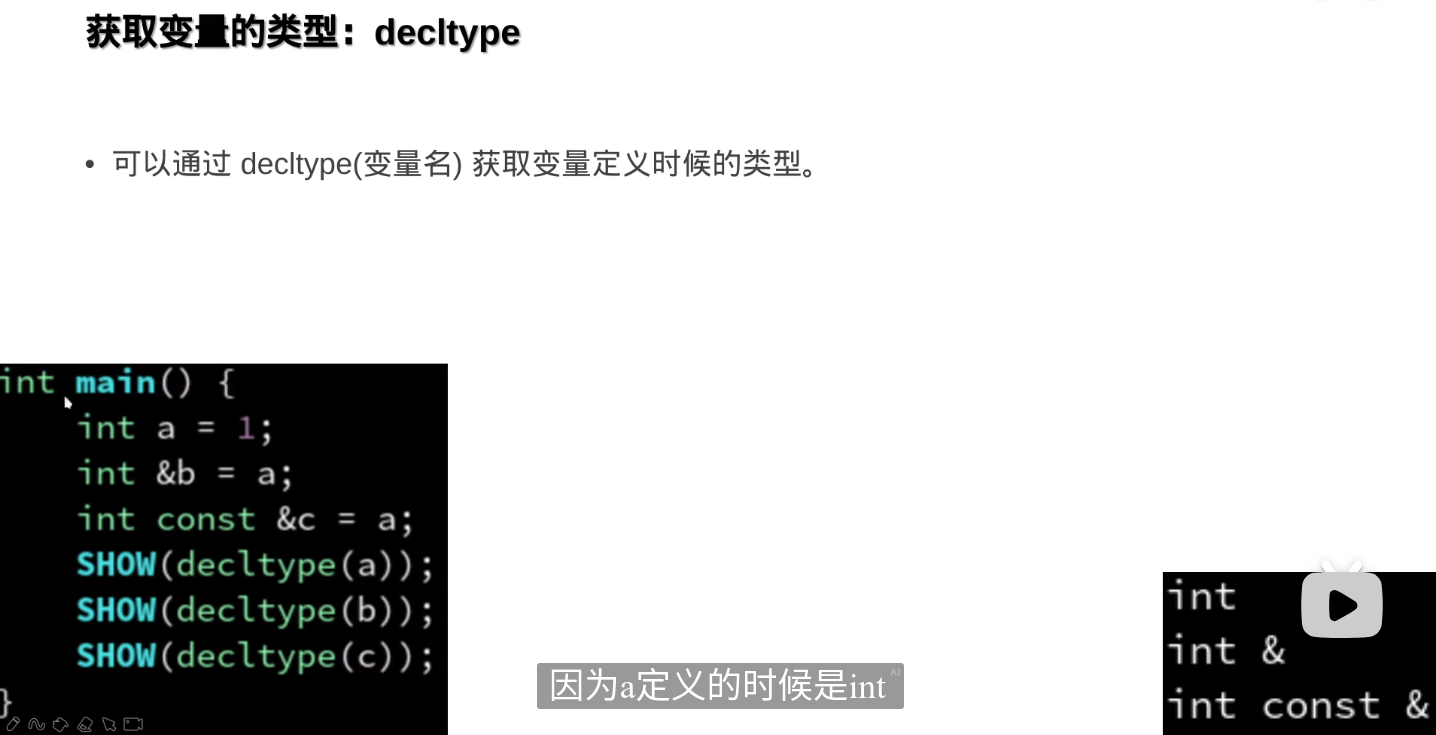 获取变量的类型：decltype
• 可以通过 decltype(变量名) 获取变量定义时候的类型。
int main() {
int a = 1;
int &b = a;
int const &c = a;
SHOW(decltype(a));
SHOW(decltype(b));
SHOW(decltype(c));
}
int
int &
int const &
因为a定义的时候是int
AI